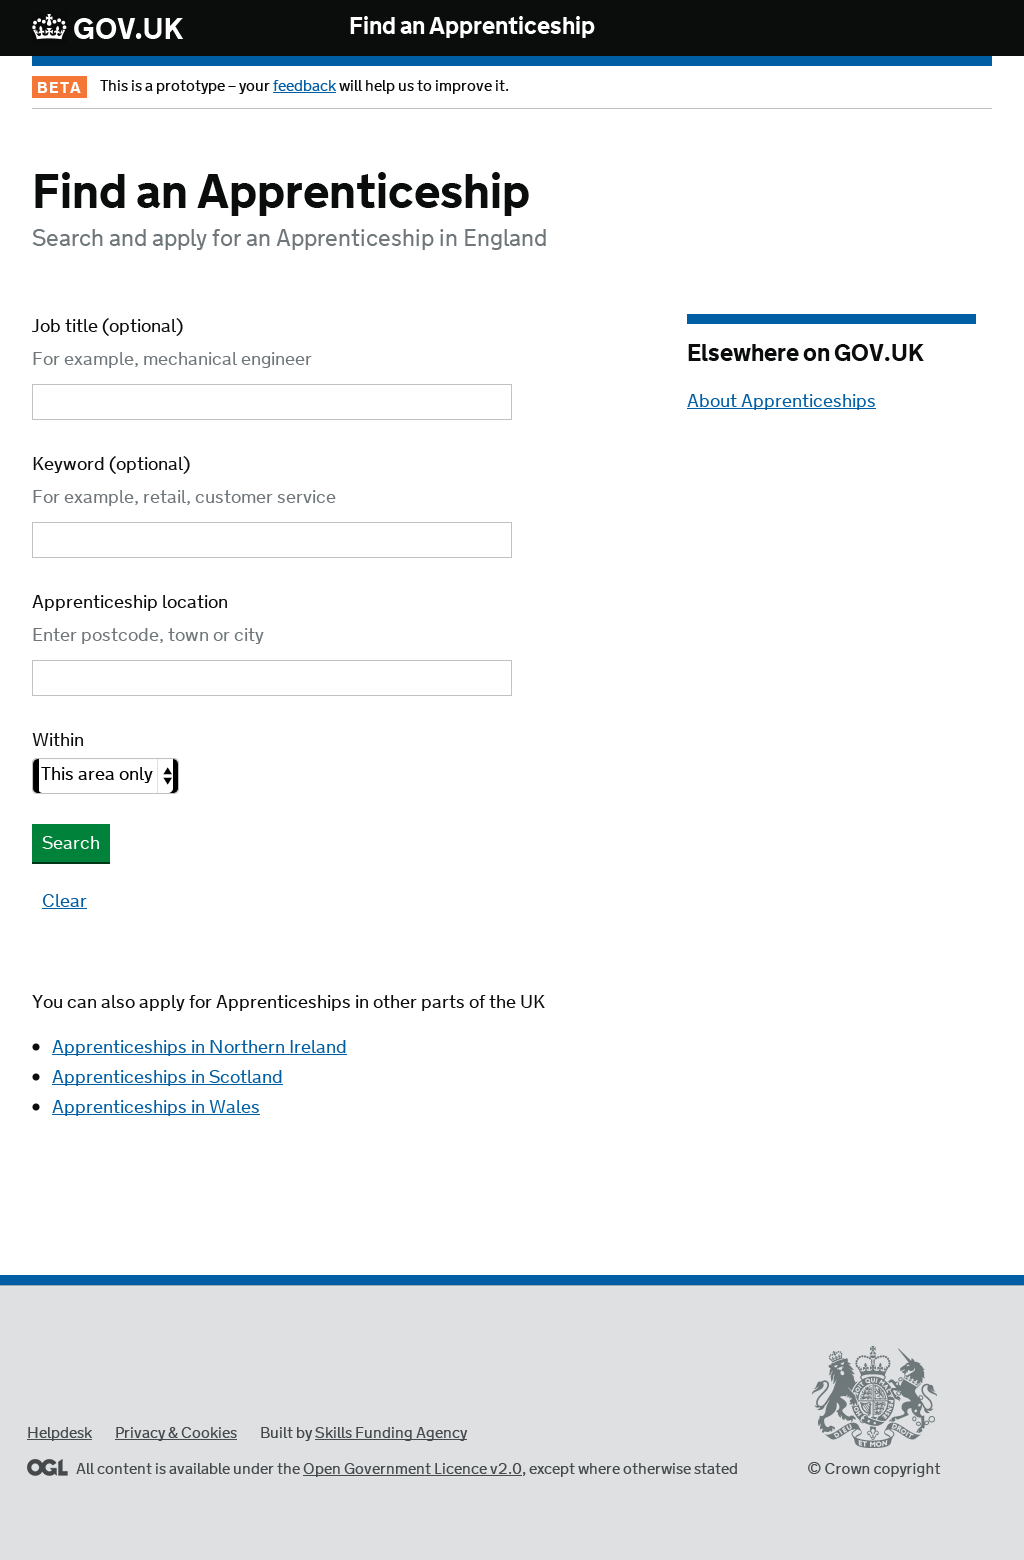 GOV.UK
Find an Apprenticeship
BETA This is a prototype – your feedback will help us to improve it.
Find an Apprenticeship
Search and apply for an Apprenticeship in England
Job title (optional)
For example, mechanical engineer
Keyword (optional)
For example, retail, customer service
Apprenticeship location
Enter postcode, town or city
Within
This area only
Search
Clear
You can also apply for Apprenticeships in other parts of the UK
Apprenticeships in Northern Ireland
Apprenticeships in Scotland
Apprenticeships in Wales
Elsewhere on GOV.UK
About Apprenticeships
Helpdesk Privacy & Cookies Built by Skills Funding Agency
OGL All content is available under the Open Government Licence v2.0, except where otherwise stated
DIEU ET MON DROIT
© Crown copyright